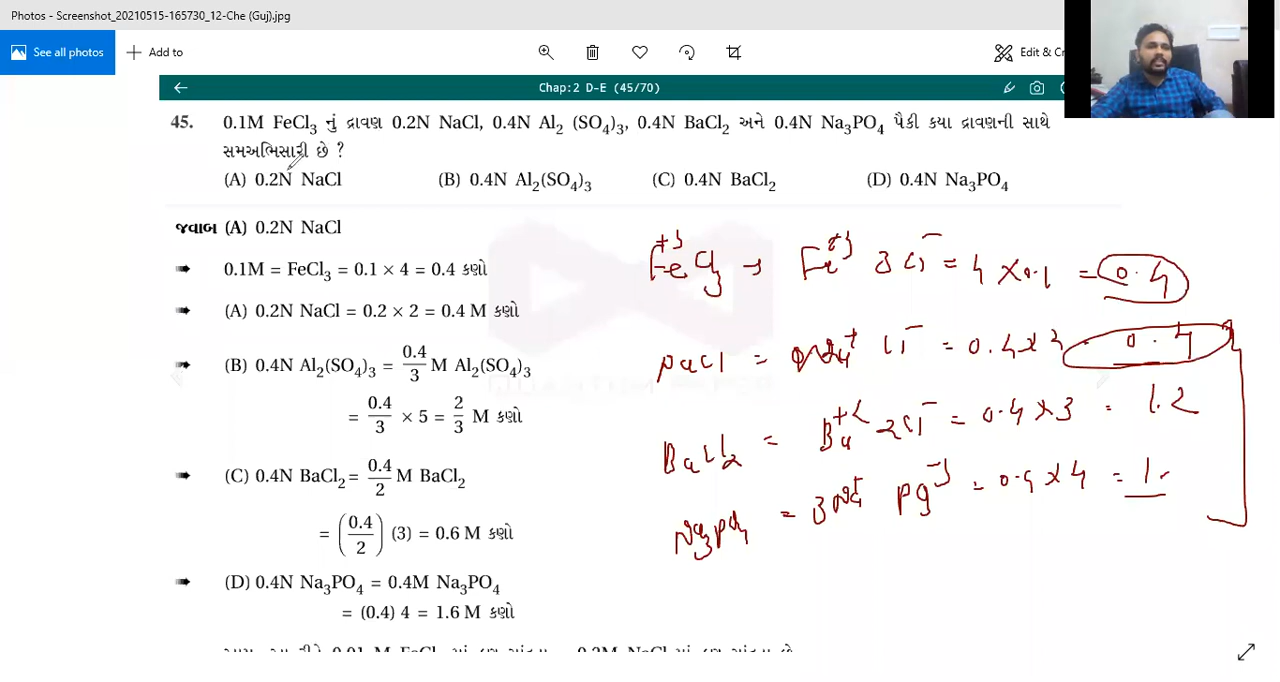 Photos - Screenshot_20210515-165730_12-Che (Guj).jpg
See all photos
Add to
Edit & Cr
Chap:2 D-E (45/70)
45. 0.1M FeCl₃ નું દ્રાવણ 0.2N NaCl, 0.4N Al₂ (SO₄)₃, 0.4N BaCl₂ અને 0.4N Na₃PO₄ પૈકી કયા દ્રાવણની સાથે
સમઅભિસારી છે ?
(A) 0.2N NaCl (B) 0.4N Al₂(SO₄)₃ (C) 0.4N BaCl₂ (D) 0.4N Na₃PO₄
જવાબ (A) 0.2N NaCl
➠ 0.1M = FeCl₃ = 0.1 × 4 = 0.4 કણો
➠ (A) 0.2N NaCl = 0.2 × 2 = 0.4 M કણો
➠ (B) 0.4N Al₂(SO₄)₃ = 0.4/3 M Al₂(SO₄)₃
= 0.4/3 × 5 = 2/3 M કણો
➠ (C) 0.4N BaCl₂ = 0.4/2 M BaCl₂
= (0.4/2) (3) = 0.6 M કણો
➠ (D) 0.4N Na₃PO₄ = 0.4M Na₃PO₄
= (0.4) 4 = 1.6 M કણો
+3
FeCl₃ → Fe⁺³ 3Cl⁻ = 4 × 0.1 = 0.4
NaCl = Cl⁻ = 0.4 × 0.4
BaCl₂ = Ba⁺² 2Cl⁻ = 0.4 × 3 = 1.2
Na₃PO₄ = 3Na⁺ = 0.4 × 4 = 1.